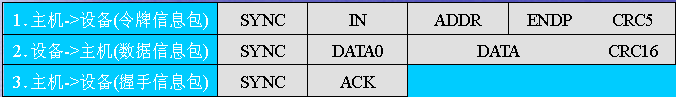 1.主机->设备(令牌信息包) SYNC IN ADDR ENDP CRC5
2.设备->主机(数据信息包) SYNC DATA0 DATA CRC16
3.主机->设备(握手信息包) SYNC ACK